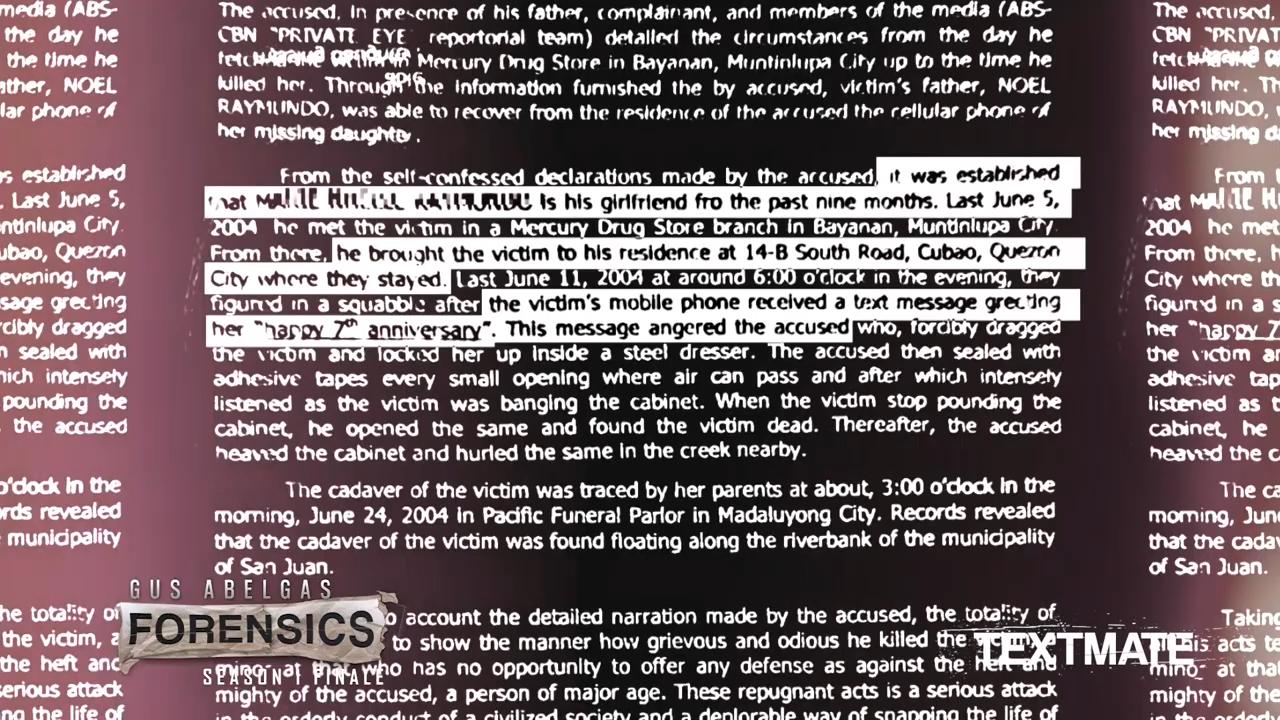 The accused, in presence of his father, complainant, and members of the media (ABS-
CBN "PRIVATE EYE reportorial team) detailed the circumstances from the day he
Mercury Drug Store in Bayanan, Muntinlupa City up to the time he
killed her. Through the information furnished the by accused, victim's father, NOEL
RAYMUNDO, was able to recover from the residence of the accused the cellular phone of
her missing daughter.
From the self-confessed declarations made by the accused, it was established
that is his girlfriend fro the past nine months. Last June 5,
2004 he met the victim in a Mercury Drug Store branch in Bayanan, Muntinlupa City.
From there, he brought the victim to his residence at 14-B South Road, Cubao, Quezon
City where they stayed. Last June 11, 2004 at around 6:00 o'clock in the evening, they
figured in a squabble after the victim's mobile phone received a text message greeting
her "happy 7th anniversary". This message angered the accused who, forcibly dragged
the victim and locked her up inside a steel dresser. The accused then sealed with
adhesive tapes every small opening where air can pass and after which intensely
listened as the victim was banging the cabinet. When the victim stop pounding the
cabinet, he opened the same and found the victim dead. Thereafter, the accused
heaved the cabinet and hurled the same in the creek nearby.
The cadaver of the victim was traced by her parents at about, 3:00 o'clock in the
morning, June 24, 2004 in Pacific Funeral Parlor in Madaluyong City. Records revealed
that the cadaver of the victim was found floating along the riverbank of the municipality
of San Juan.
account the detailed narration made by the accused, the totality of
to show the manner how grievous and odious he killed the
at that who has no opportunity to offer any defense as against the
mighty of the accused, a person of major age. These repugnant acts is a serious attack
in the orderly conduct of a civilized society and a deplorable way of snapping the life of
GUS ABELGAS
FORENSICS
SEASON 1 FINALE
TEXTMATE